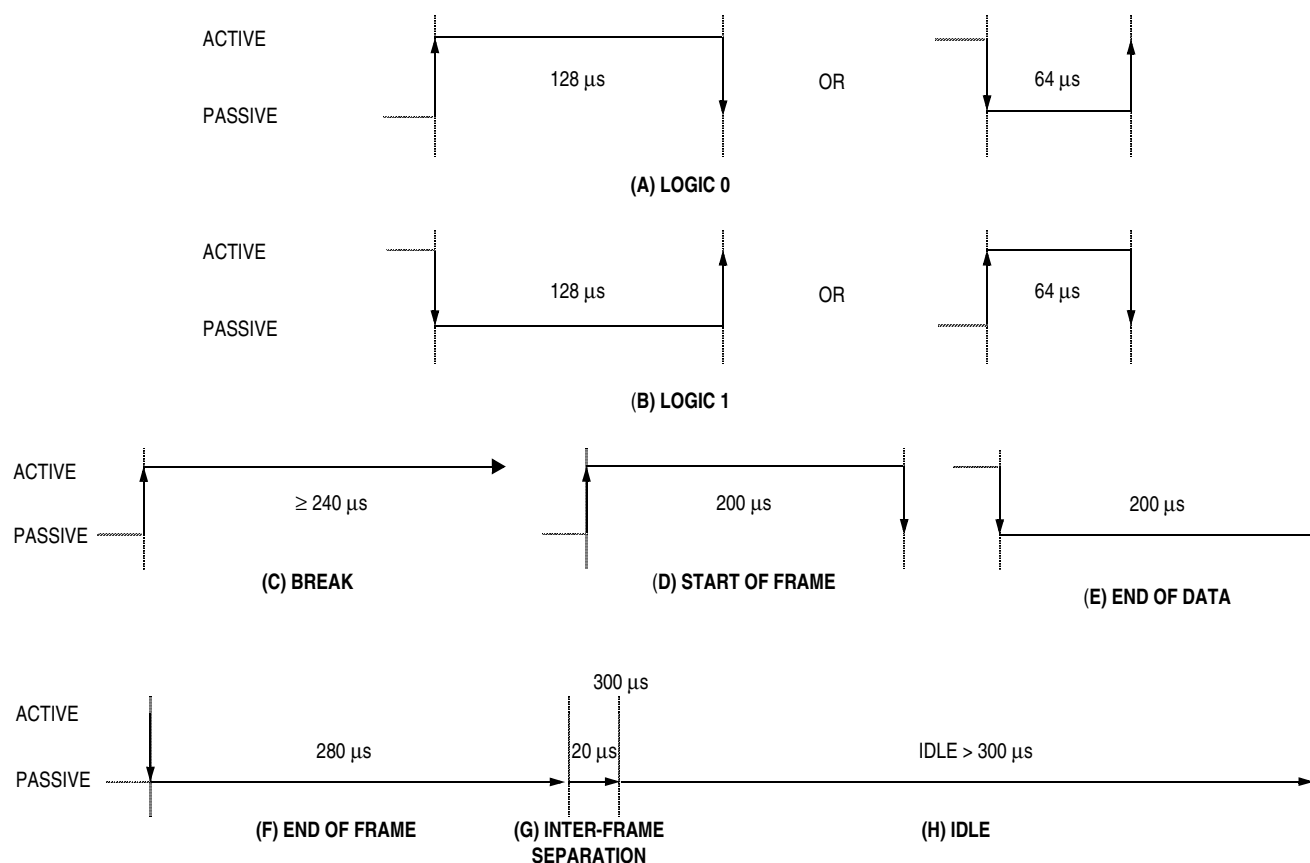 ACTIVE
128 μs
OR
64 μs
PASSIVE
(A) LOGIC 0
ACTIVE
128 μs
OR
64 μs
PASSIVE
(B) LOGIC 1
ACTIVE
≥ 240 μs
200 μs
200 μs
PASSIVE
(C) BREAK
(D) START OF FRAME
(E) END OF DATA
300 μs
ACTIVE
280 μs
20 μs
IDLE > 300 μs
PASSIVE
(F) END OF FRAME
(G) INTER-FRAME
SEPARATION
(H) IDLE